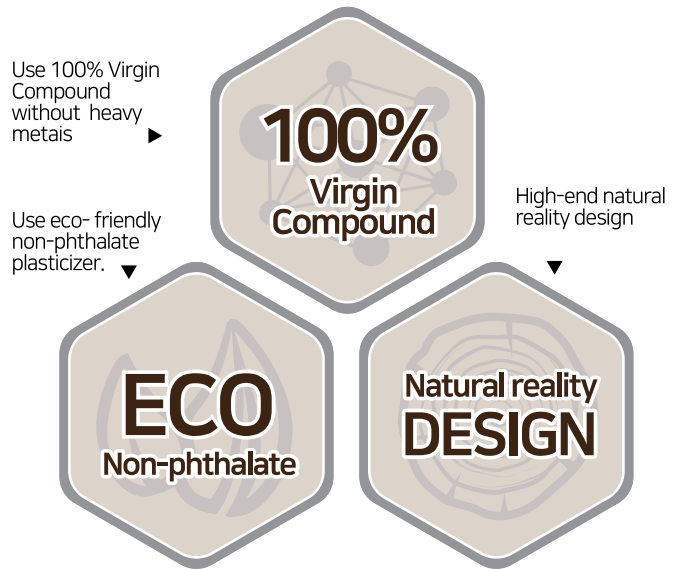 Use 100% Virgin
Compound
without heavy
metais
100%
Virgin
Compound
Use eco- friendly
non-phthalate
plasticizer.
High-end natural
reality design
ECO
Non-phthalate
Natural reality
DESIGN